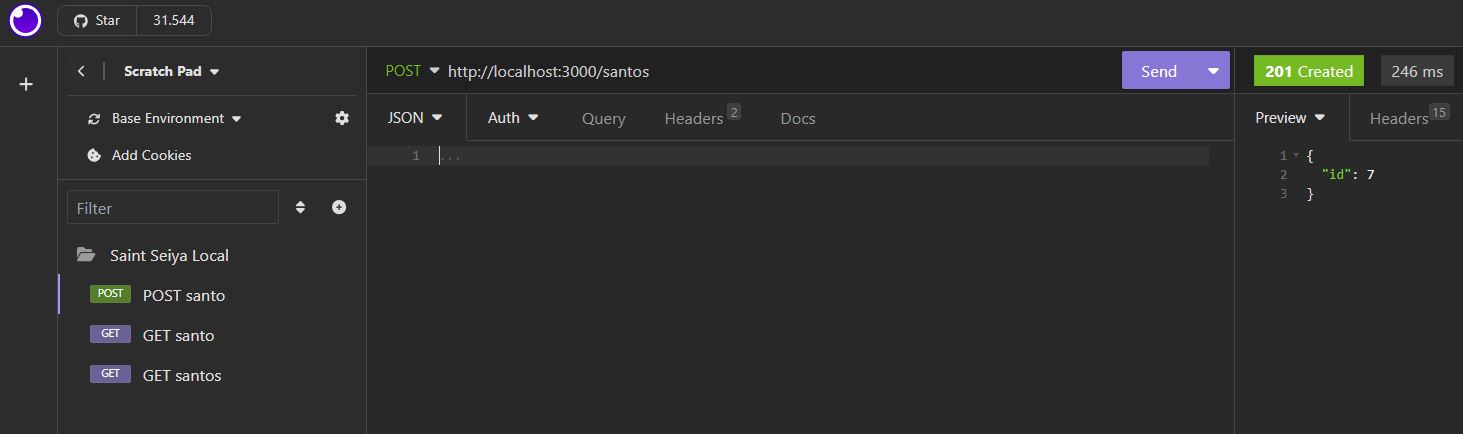 Star 31.544
Scratch Pad
Base Environment
Add Cookies
Filter
Saint Seiya Local
POST POST santo
GET GET santo
GET GET santos
POST http://localhost:3000/santos Send
JSON Auth Query Headers 2 Docs
1 ...
201 Created 246 ms
Preview Headers 15
1 {
2 "id": 7
3 }